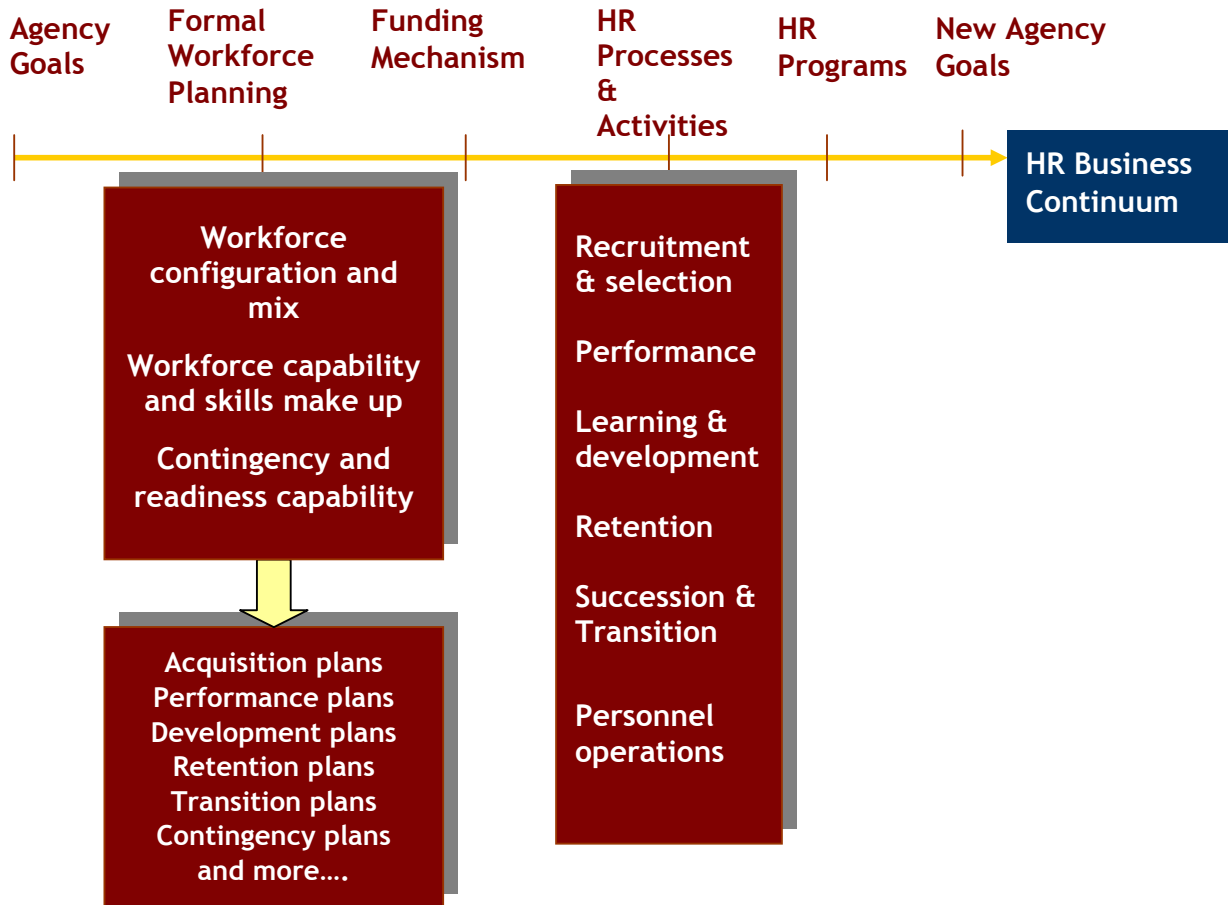 Agency
Goals
Formal
Workforce
Planning
Funding
Mechanism
HR
Processes
&
Activities
HR
Programs
New Agency
Goals
HR Business
Continuum
Workforce
configuration and
mix
Workforce capability
and skills make up
Contingency and
readiness capability
Acquisition plans
Performance plans
Development plans
Retention plans
Transition plans
Contingency plans
and more….
Recruitment
& selection
Performance
Learning &
development
Retention
Succession &
Transition
Personnel
operations